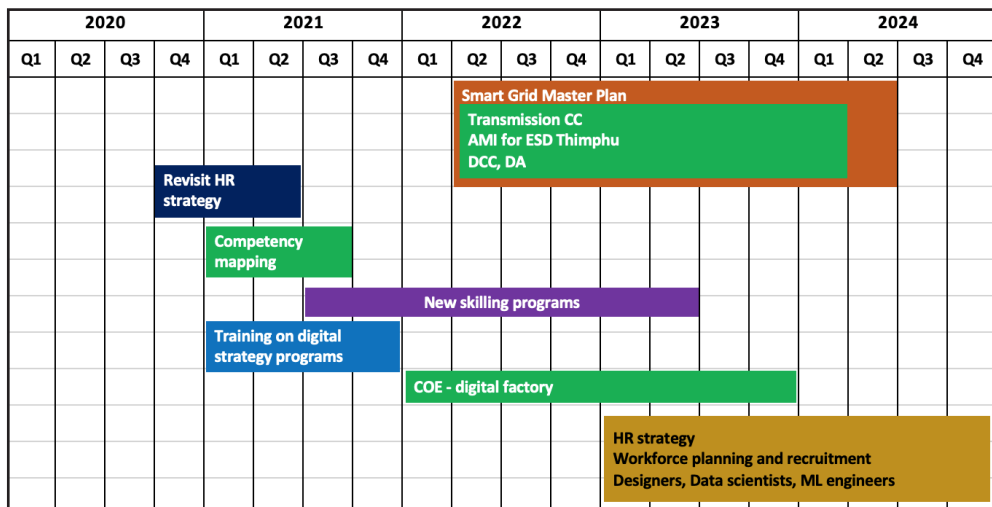 2020 2021 2022 2023 2024
Q1 Q2 Q3 Q4 Q1 Q2 Q3 Q4 Q1 Q2 Q3 Q4 Q1 Q2 Q3 Q4 Q1 Q2 Q3 Q4
Smart Grid Master Plan
Transmission CC
AMI for ESD Thimphu
DCC, DA
Revisit HR
strategy
Competency
mapping
New skilling programs
Training on digital
strategy programs
COE - digital factory
HR strategy
Workforce planning and recruitment
Designers, Data scientists, ML engineers